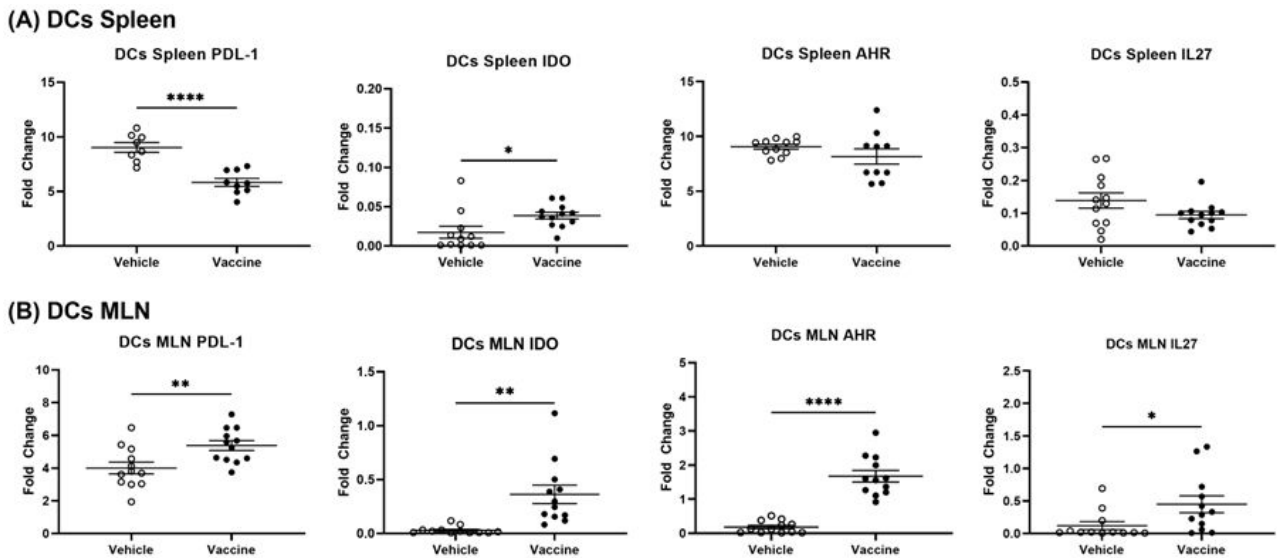 (A) DCs Spleen
DCs Spleen PDL-1
Fold Change
15
10
5
0
****
Vehicle
Vaccine
DCs Spleen IDO
Fold Change
0.20
0.15
0.10
0.05
0.00
*
Vehicle
Vaccine
DCs Spleen AHR
Fold Change
15
10
5
0
Vehicle
Vaccine
DCs Spleen IL27
Fold Change
0.5
0.4
0.3
0.2
0.1
0.0
Vehicle
Vaccine
(B) DCs MLN
DCs MLN PDL-1
Fold Change
10
8
6
4
2
0
**
Vehicle
Vaccine
DCs MLN IDO
Fold Change
1.5
1.0
0.5
0.0
**
Vehicle
Vaccine
DCs MLN AHR
Fold Change
5
4
3
2
1
0
****
Vehicle
Vaccine
DCs MLN IL27
Fold Change
2.5
2.0
1.5
1.0
0.5
0.0
*
Vehicle
Vaccine